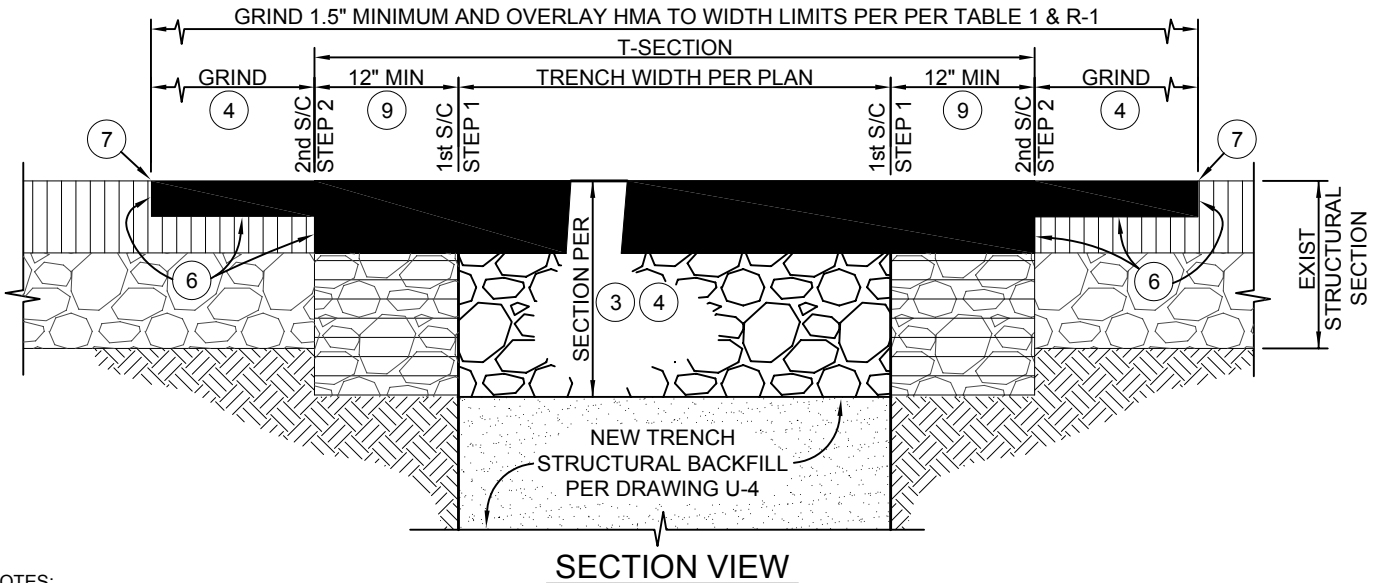 GRIND 1.5" MINIMUM AND OVERLAY HMA TO WIDTH LIMITS PER PER TABLE 1 & R-1
T-SECTION
GRIND
12" MIN
TRENCH WIDTH PER PLAN
12" MIN
GRIND
4
9
9
4
2nd S/C
STEP 2
1st S/C
STEP 1
1st S/C
STEP 1
2nd S/C
STEP 2
7
7
SECTION PER
3 4
6
6
EXIST
STRUCTURAL
SECTION
NEW TRENCH
STRUCTURAL BACKFILL
PER DRAWING U-4
SECTION VIEW